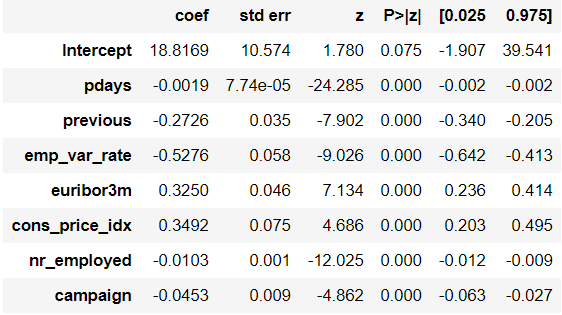 coef std err z P>|z| [0.025 0.975]
Intercept 18.8169 10.574 1.780 0.075 -1.907 39.541
pdays -0.0019 7.74e-05 -24.285 0.000 -0.002 -0.002
previous -0.2726 0.035 -7.902 0.000 -0.340 -0.205
emp_var_rate -0.5276 0.058 -9.026 0.000 -0.642 -0.413
euribor3m 0.3250 0.046 7.134 0.000 0.236 0.414
cons_price_idx 0.3492 0.075 4.686 0.000 0.203 0.495
nr_employed -0.0103 0.001 -12.025 0.000 -0.012 -0.009
campaign -0.0453 0.009 -4.862 0.000 -0.063 -0.027